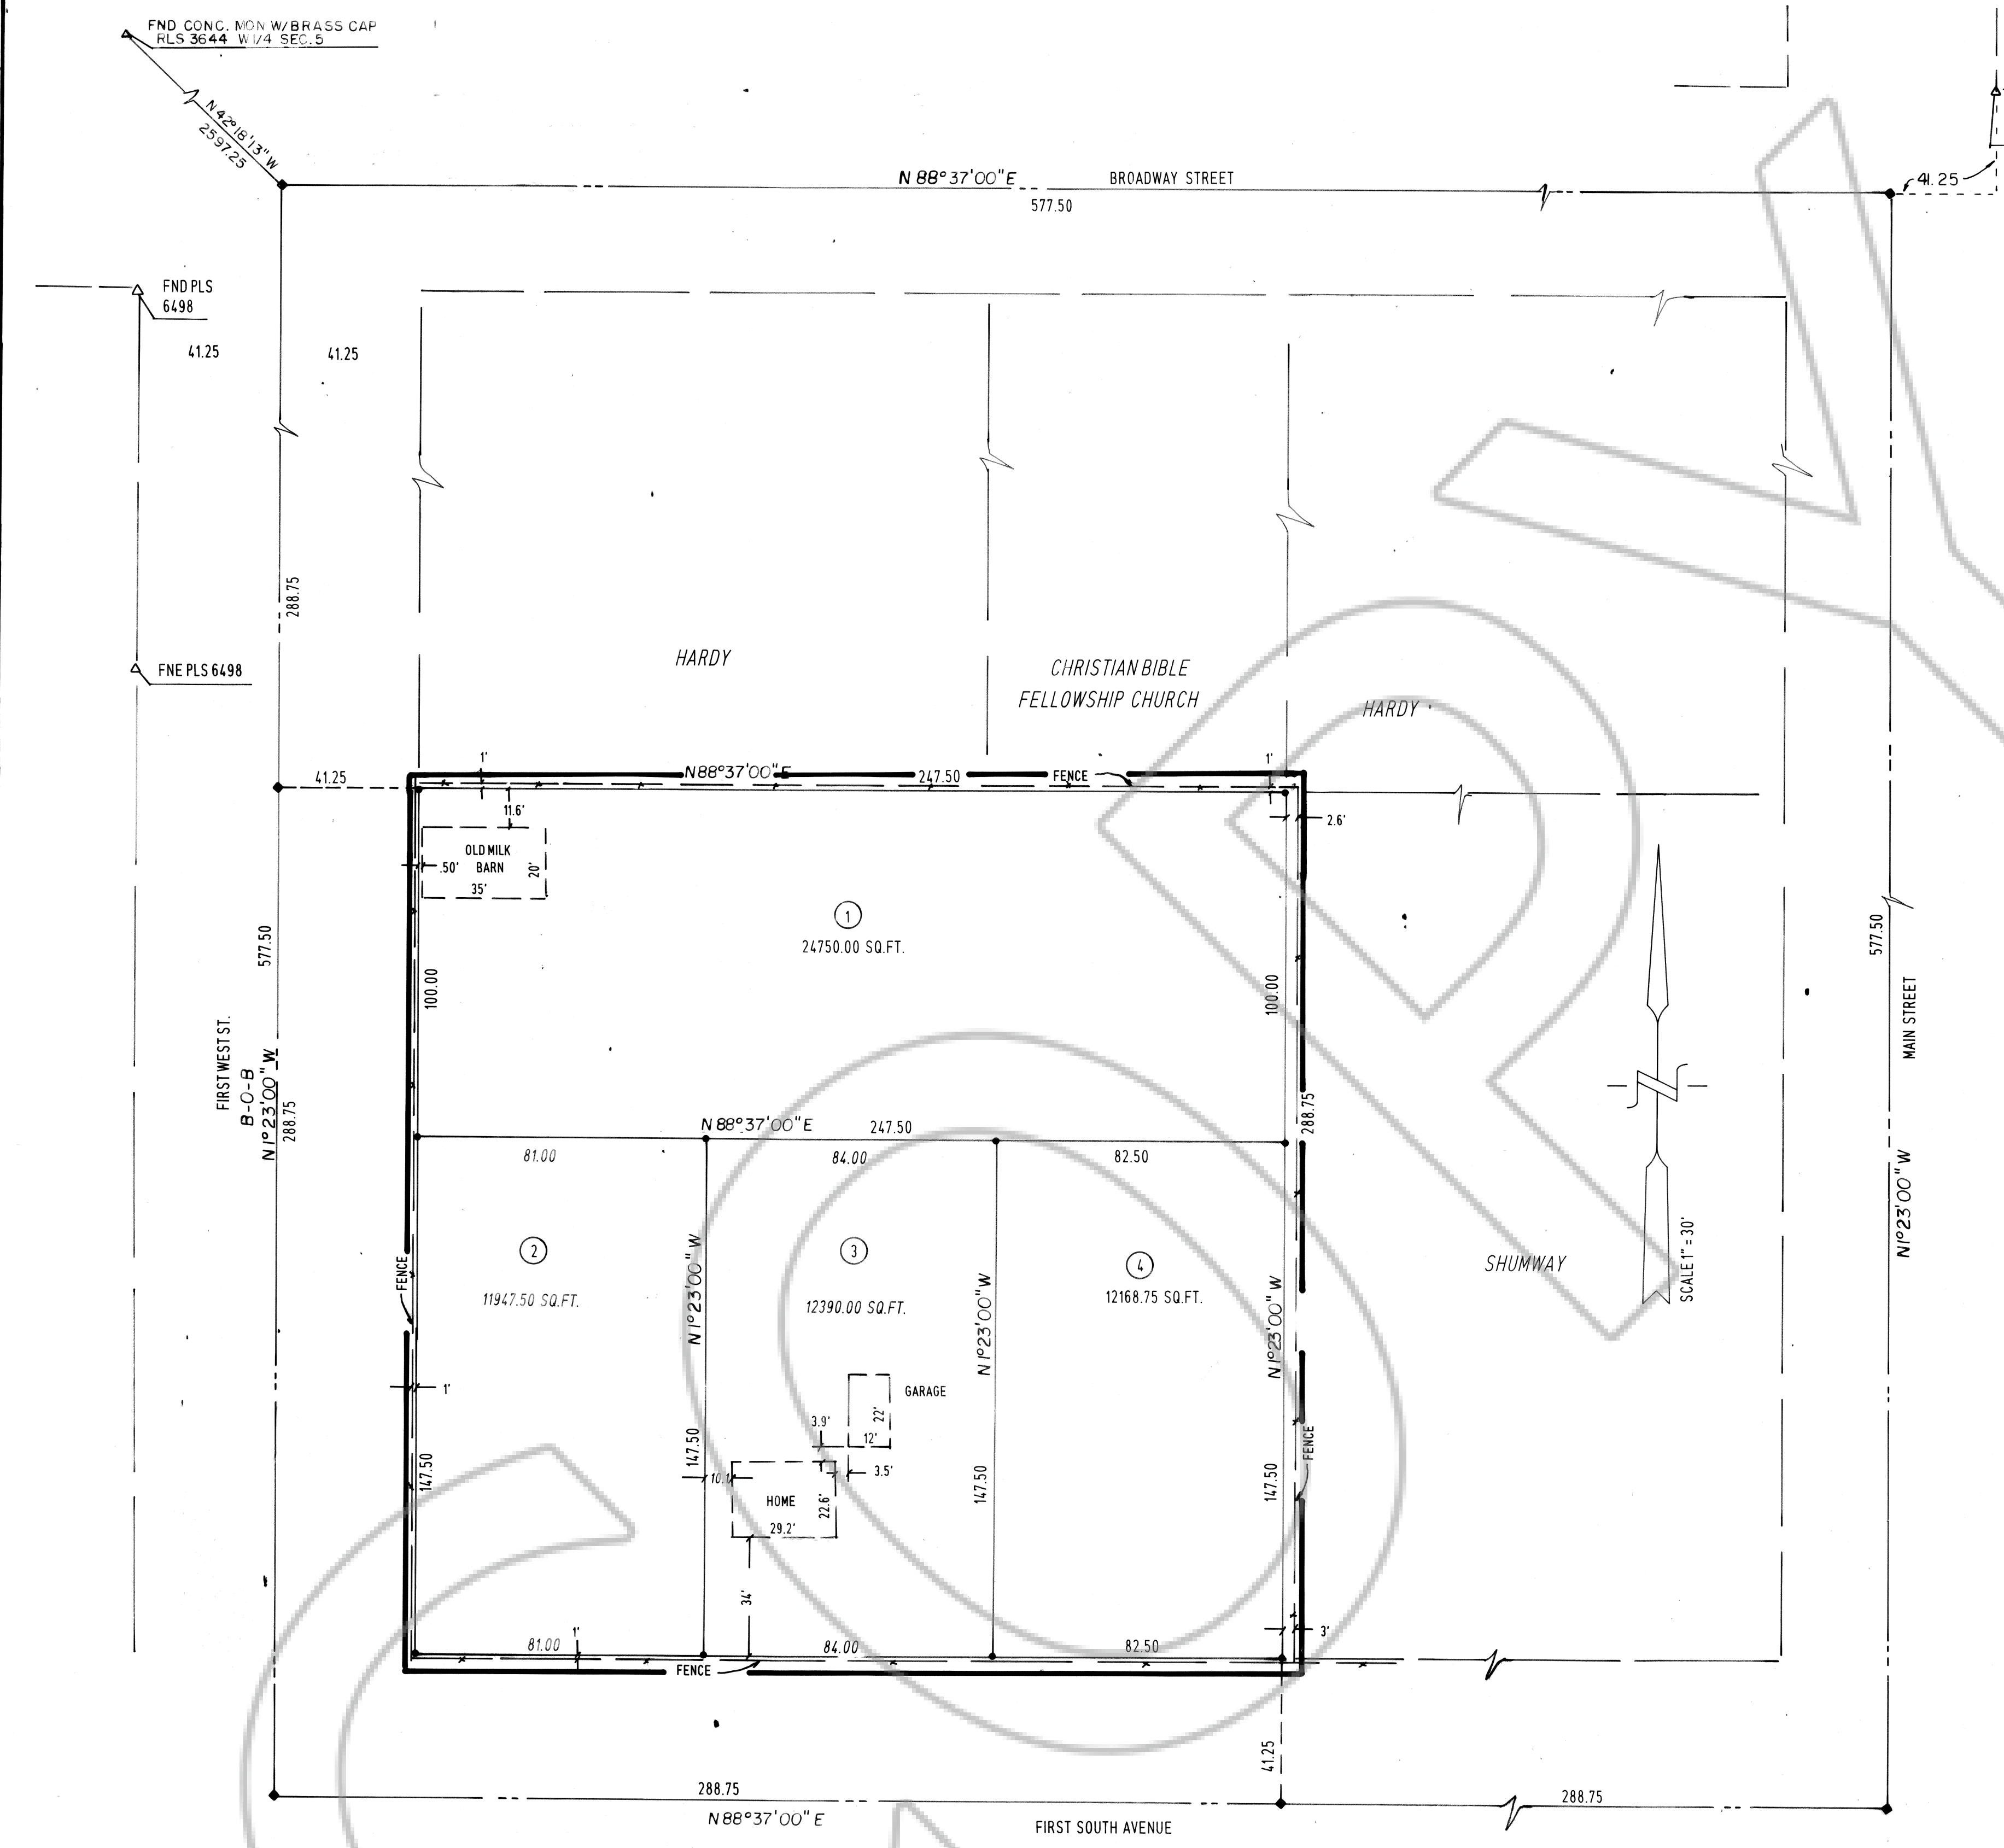 FND CONC. MON W/BRASS CAP
RLS 3644 W1/4 SEC. 5
N 42°18'13" W
2597.25
N 88°37'00" E
BROADWAY STREET
577.50
41.25
FND PLS
6498
41.25
41.25
288.75
FNE PLS 6498
HARDY
CHRISTIAN BIBLE
FELLOWSHIP CHURCH
HARDY
41.25
1'
N88°37'00" E
247.50
FENCE
1'
11.6'
2.6'
OLD MILK
BARN
.50'
20'
35'
1
24750.00 SQ.FT.
577.50
577.50
100.00
100.00
FIRST WEST ST.
B-O-B
N1°23'00" W
288.75
288.75
MAIN STREET
N1°23'00" W
N 88°37'00" E
247.50
81.00
84.00
82.50
2
11947.50 SQ.FT.
3
12390.00 SQ.FT.
4
12168.75 SQ.FT.
N1°23'00" W
N1°23'00" W
N1°23'00" W
SHUMWAY
SCALE 1" = 30'
FENCE
1'
GARAGE
22'
12'
3.9'
3.5'
FENCE
147.50
147.50
147.50
147.50
HOME
22.6'
29.2'
34'
81.00
1'
84.00
82.50
3'
FENCE
41.25
288.75
288.75
N 88°37'00" E
FIRST SOUTH AVENUE
COPY